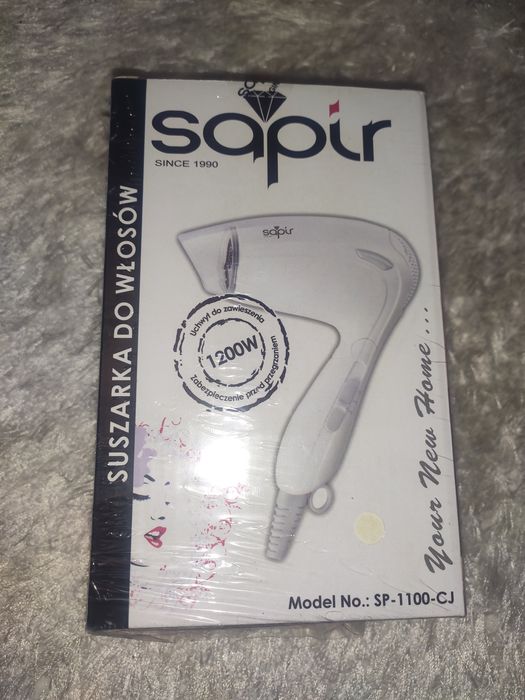 sapir
SINCE 1990
SUSZARKA DO WŁOSÓW
sapir
Uchwyt do zawieszenia
1200W
Zabezpieczenie przed przegrzaniem
Your New Home ...
Model No.: SP-1100-CJ